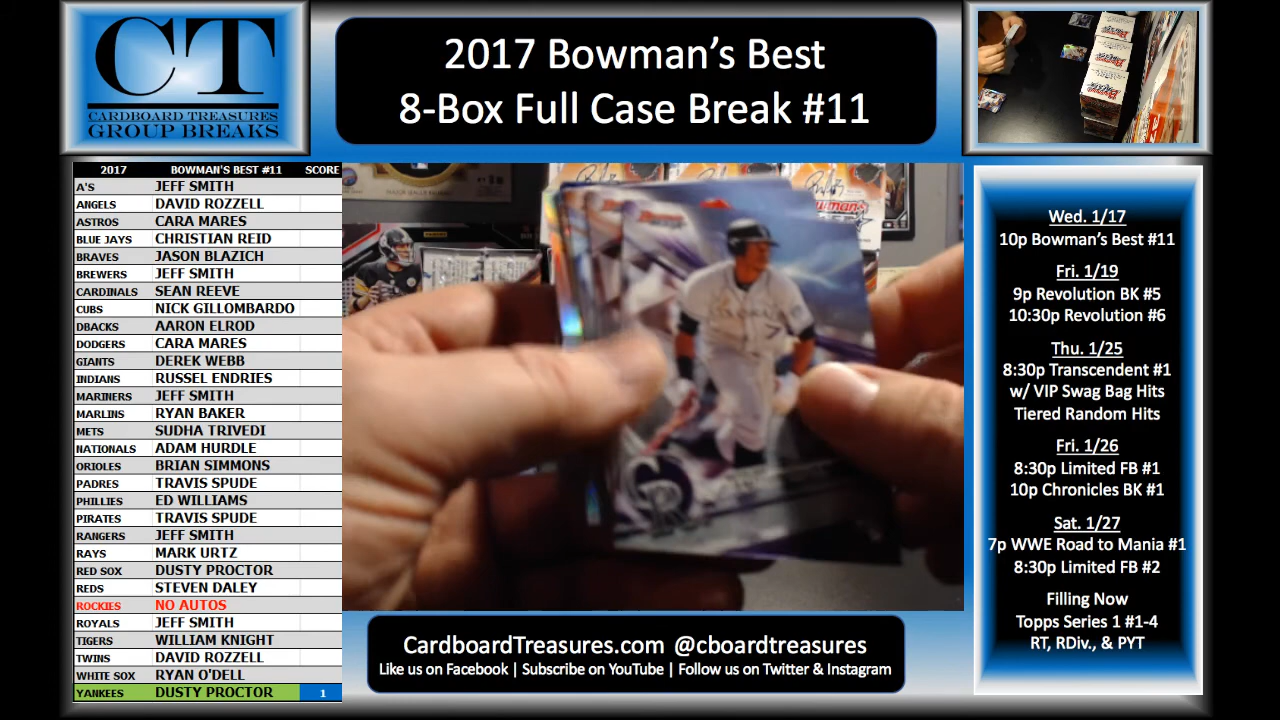 CT
CARDBOARD TREASURES
GROUP BREAKS
2017 Bowman's Best
8-Box Full Case Break #11
2017 BOWMAN'S BEST #11 SCORE
A'S JEFF SMITH
ANGELS DAVID ROZZELL
ASTROS CARA MARES
BLUE JAYS CHRISTIAN REID
BRAVES JASON BLAZICH
BREWERS JEFF SMITH
CARDINALS SEAN REEVE
CUBS NICK GILLOMBARDO
DBACKS AARON ELROD
DODGERS CARA MARES
GIANTS DEREK WEBB
INDIANS RUSSEL ENDRIES
MARINERS JEFF SMITH
MARLINS RYAN BAKER
METS SUDHA TRIVEDI
NATIONALS ADAM HURDLE
ORIOLES BRIAN SIMMONS
PADRES TRAVIS SPUDE
PHILLIES ED WILLIAMS
PIRATES TRAVIS SPUDE
RANGERS JEFF SMITH
RAYS MARK URTZ
RED SOX DUSTY PROCTOR
REDS STEVEN DALEY
ROCKIES NO AUTOS
ROYALS JEFF SMITH
TIGERS WILLIAM KNIGHT
TWINS DAVID ROZZELL
WHITE SOX RYAN O'DELL
YANKEES DUSTY PROCTOR 1
7
CardboardTreasures.com @cboardtreasures
Like us on Facebook | Subscribe on YouTube | Follow us on Twitter & Instagram
Wed. 1/17
10p Bowman's Best #11
Fri. 1/19
9p Revolution BK #5
10:30p Revolution #6
Thu. 1/25
8:30p Transcendent #1
w/ VIP Swag Bag Hits
Tiered Random Hits
Fri. 1/26
8:30p Limited FB #1
10p Chronicles BK #1
Sat. 1/27
7p WWE Road to Mania #1
8:30p Limited FB #2
Filling Now
Topps Series 1 #1-4
RT, RDiv., & PYT